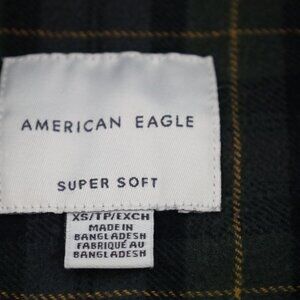 AMERICAN EAGLE
SUPER SOFT
XS/TP/EXCH
MADE IN
BANGLADESH
FABRIQUÉ AU
BANGLADESH